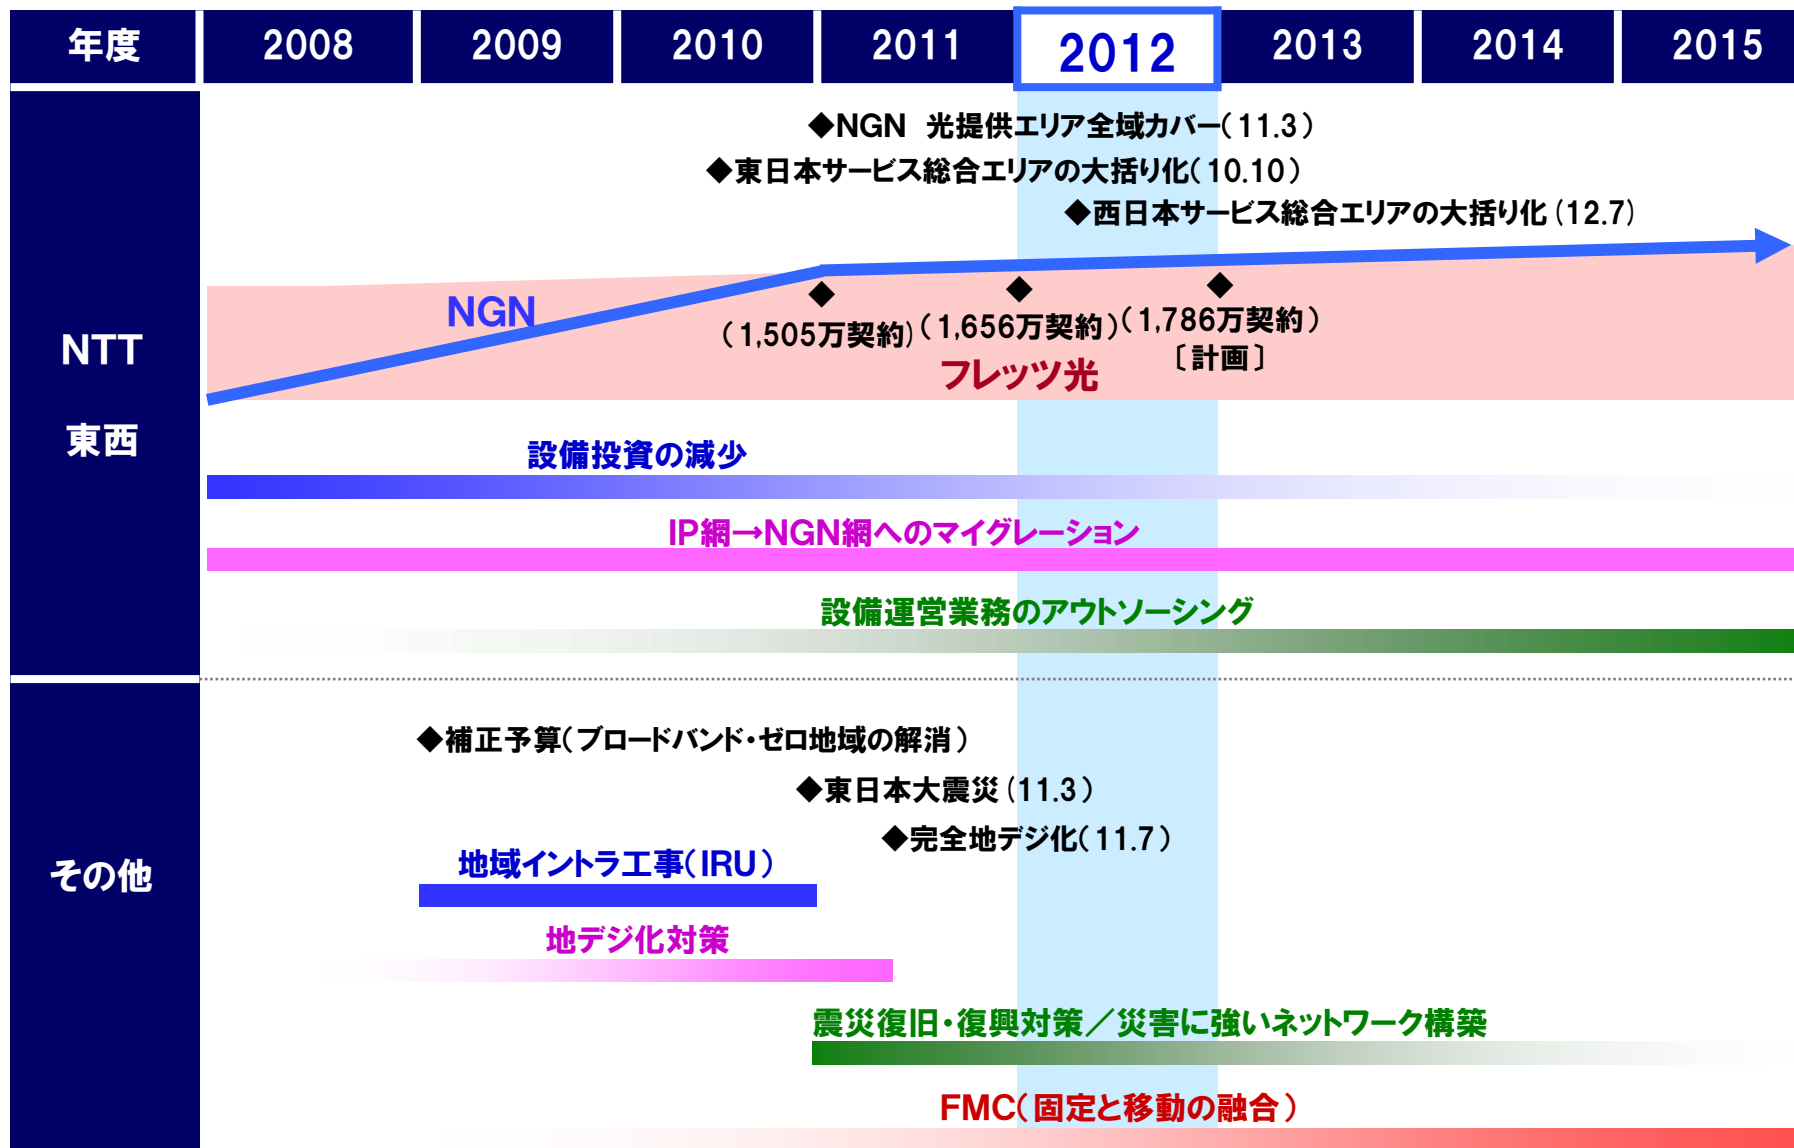 年度 2008 2009 2010 2011 2012 2013 2014 2015
◆NGN 光提供エリア全域カバー(11.3)
◆東日本サービス総合エリアの大括り化(10.10)
◆西日本サービス総合エリアの大括り化(12.7)
NGN
(1,505万契約) (1,656万契約) (1,786万契約)
〔計画〕
フレッツ光
NTT
東西
設備投資の減少
IP網→NGN網へのマイグレーション
設備運営業務のアウトソーシング
◆補正予算(ブロードバンド・ゼロ地域の解消)
◆東日本大震災(11.3)
◆完全地デジ化(11.7)
その他
地域イントラ工事(IRU)
地デジ化対策
震災復旧・復興対策/災害に強いネットワーク構築
FMC(固定と移動の融合)